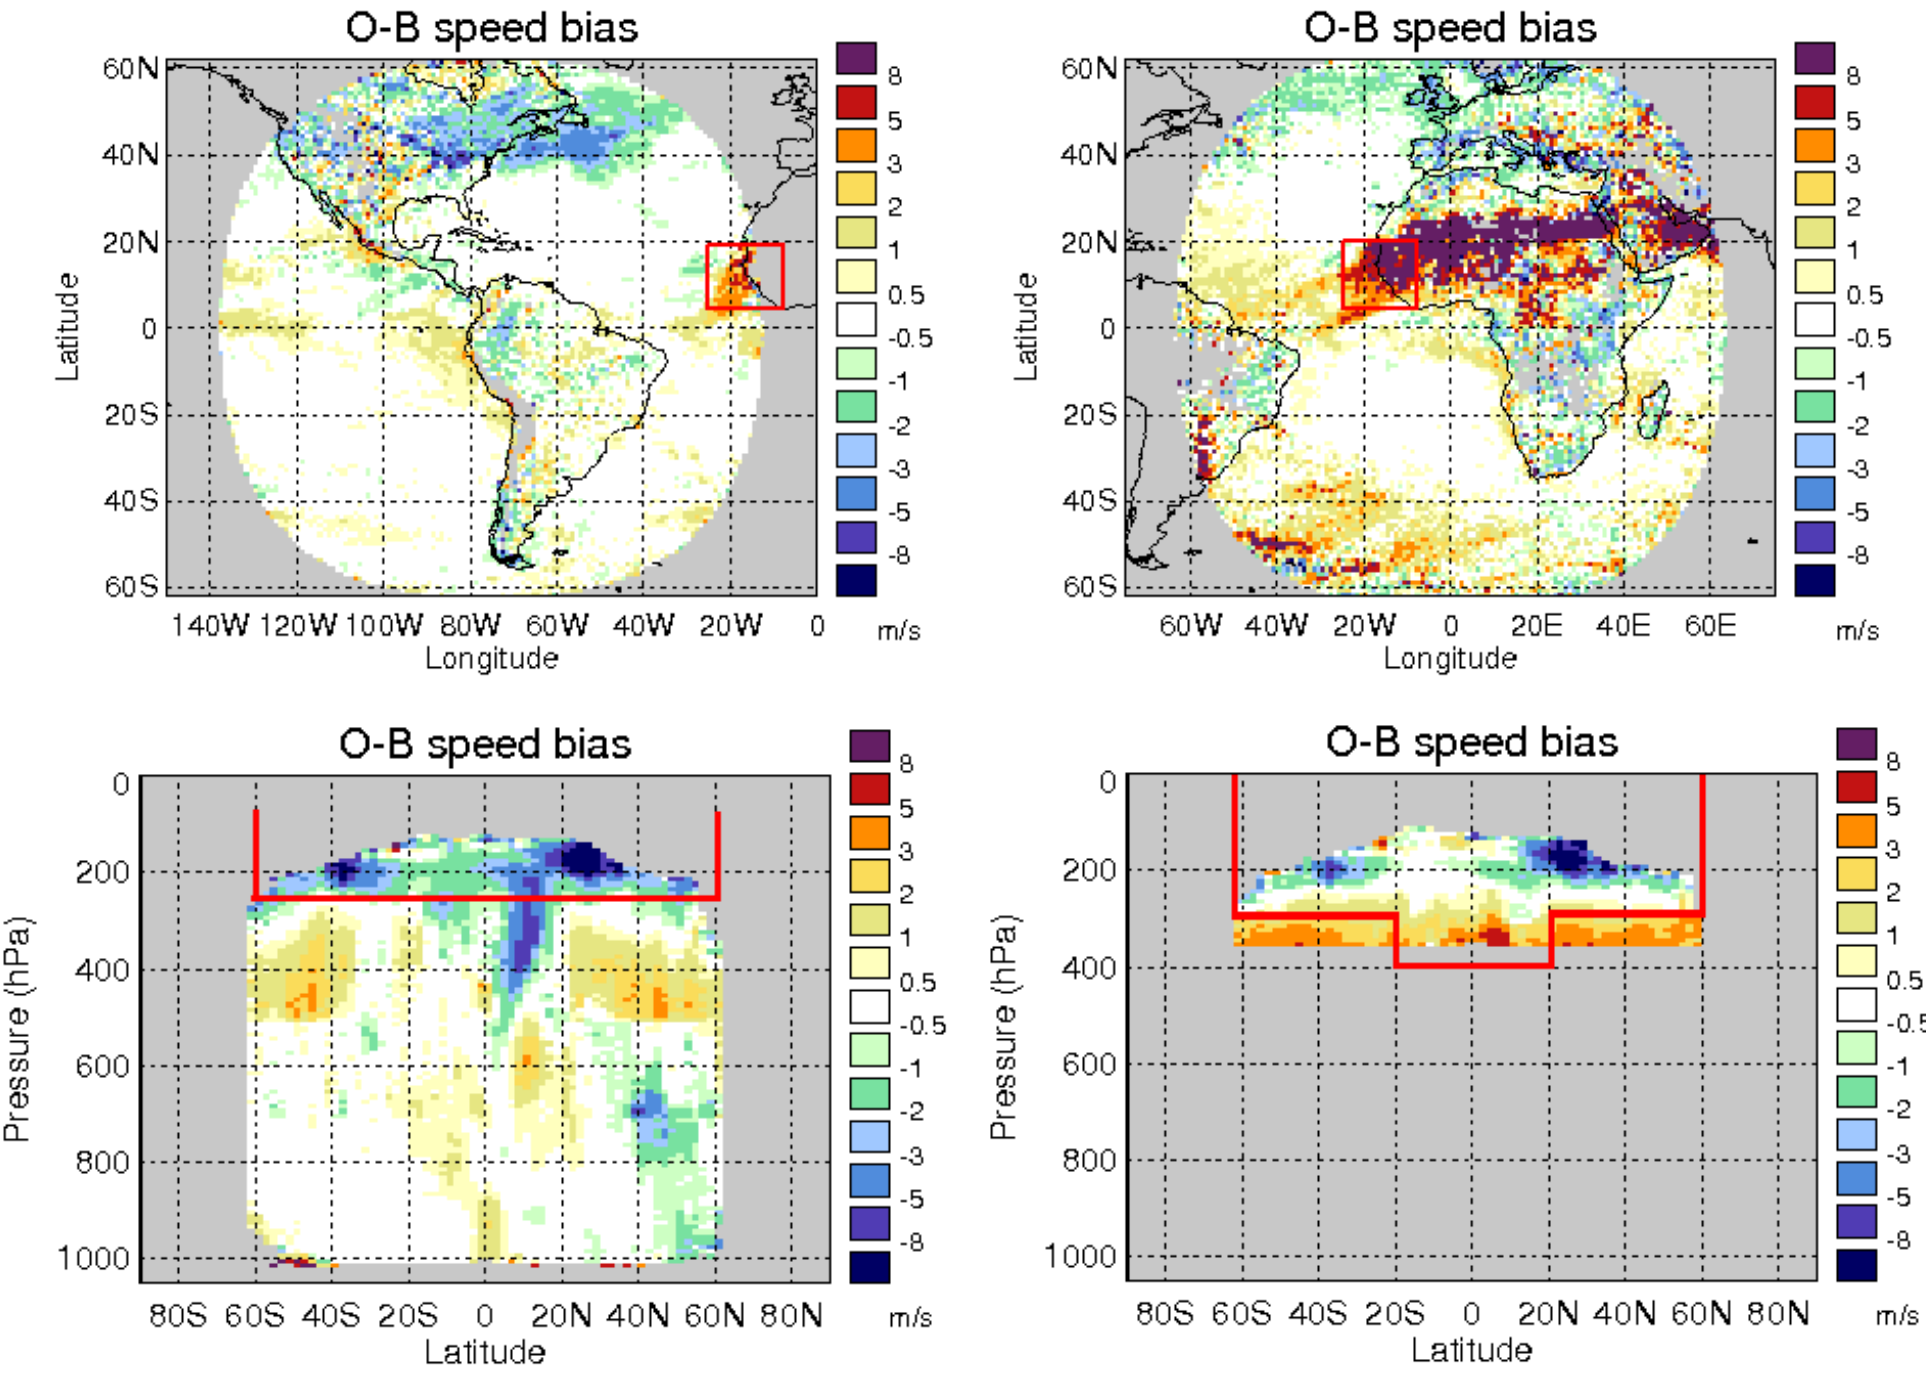 O-B speed bias
60N
40N
20N
0
20S
40S
60S
Latitude
140W 120W 100W 80W 60W 40W 20W 0
Longitude
8
5
3
2
1
0.5
-0.5
-1
-2
-3
-5
-8
m/s
O-B speed bias
60N
40N
20N
0
20S
40S
60S
Latitude
60W 40W 20W 0 20E 40E 60E
Longitude
8
5
3
2
1
0.5
-0.5
-1
-2
-3
-5
-8
m/s
O-B speed bias
0
200
400
600
800
1000
Pressure (hPa)
80S 60S 40S 20S 0 20N 40N 60N 80N
Latitude
8
5
3
2
1
0.5
-0.5
-1
-2
-3
-5
-8
m/s
O-B speed bias
0
200
400
600
800
1000
Pressure (hPa)
80S 60S 40S 20S 0 20N 40N 60N 80N
Latitude
8
5
3
2
1
0.5
-0.5
-1
-2
-3
-5
-8
m/s